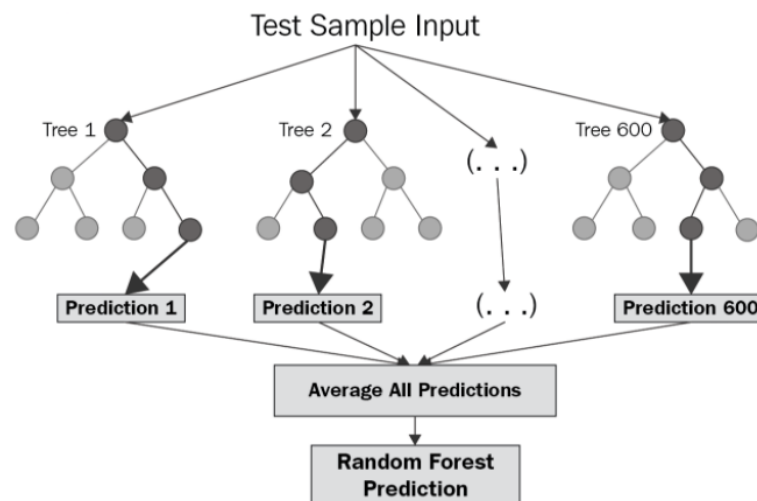 Test Sample Input
Tree 1
Tree 2
(. . .)
Tree 600
Prediction 1
Prediction 2
(. . .)
Prediction 600
Average All Predictions
Random Forest
Prediction